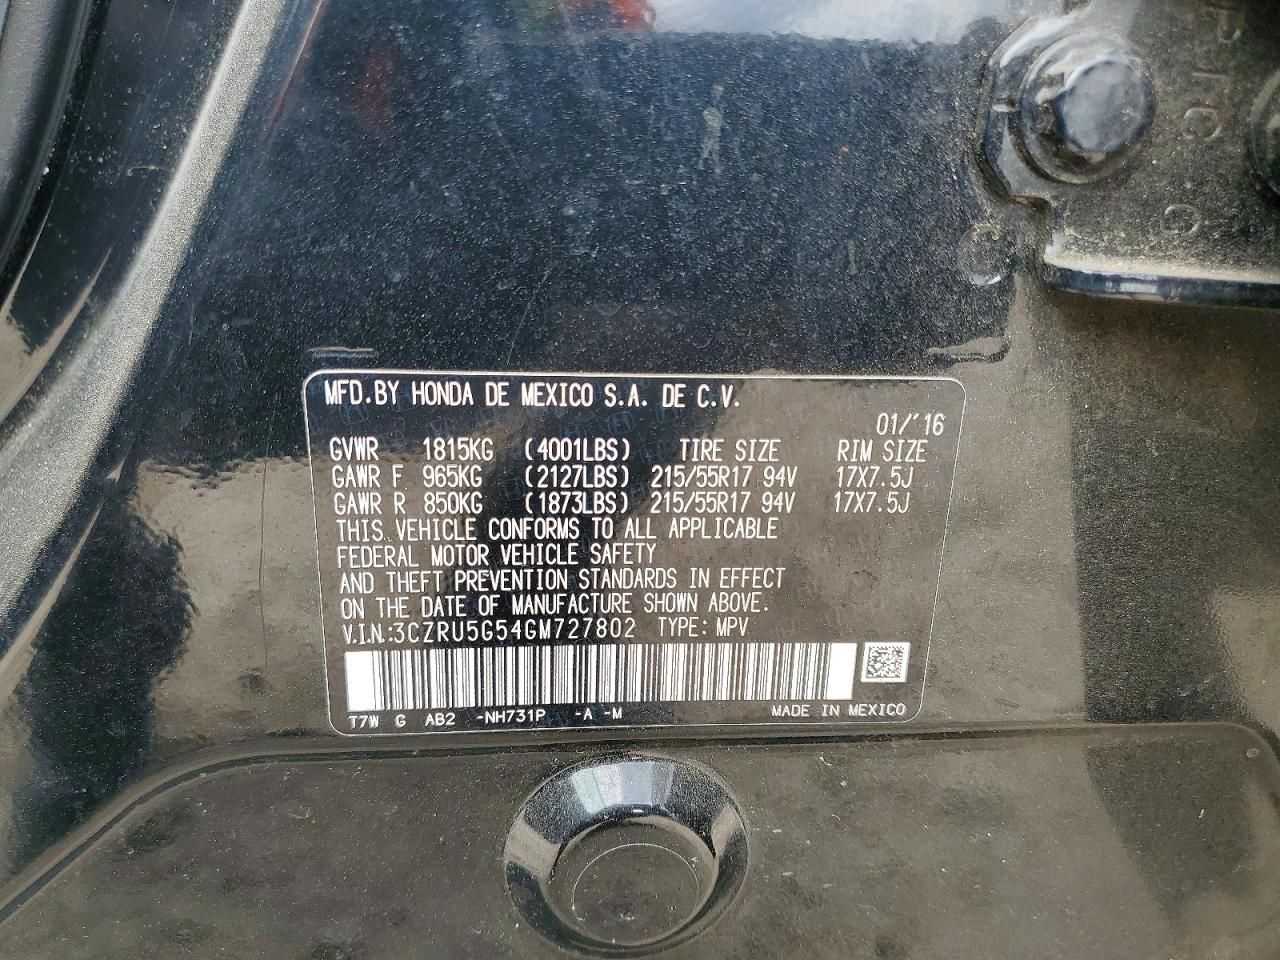 MFD.BY HONDA DE MEXICO S.A. DE C.V.
01/'16
GVWR 1815KG (4001LBS) TIRE SIZE RIM SIZE
GAWR F 965KG (2127LBS) 215/55R17 94V 17X7.5J
GAWR R 850KG (1873LBS) 215/55R17 94V 17X7.5J
THIS VEHICLE CONFORMS TO ALL APPLICABLE
FEDERAL MOTOR VEHICLE SAFETY
AND THEFT PREVENTION STANDARDS IN EFFECT
ON THE DATE OF MANUFACTURE SHOWN ABOVE.
V.I.N.:3CZRU5G54GM727802 TYPE: MPV
T7W G AB2 -NH731P -A -M MADE IN MEXICO